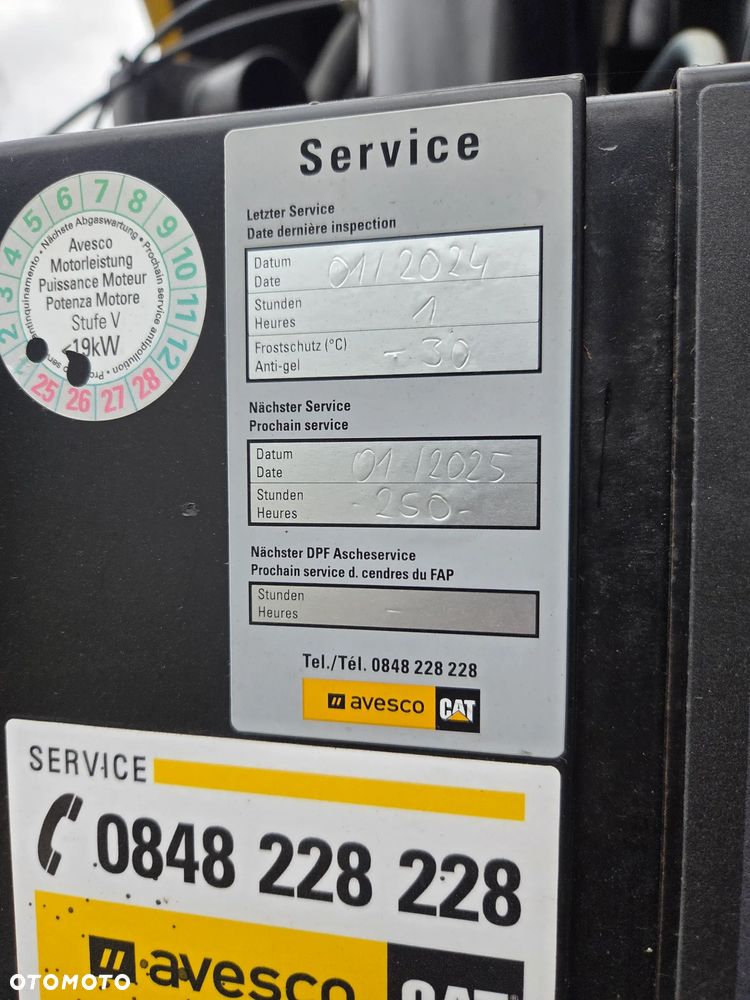 Service
Letzter Service
Date dernière inspection
Datum
Date
01/2024
Stunden
Heures
1
Frostschutz (°C)
Anti-gel
-30
Nächster Service
Prochain service
Datum
Date
01/2025
Stunden
Heures
-250-
Nächster DPF Ascheservice
Prochain service d. cendres du FAP
Stunden
Heures
-
Tel./Tél. 0848 228 228
avesco CAT
Nächste Abgaswartung • Prochain service antipollution •
1 2 3 4 5 6 7 8 9 10 11 12
Avesco
Motorleistung
Puissance Moteur
Potenza Motore
Stufe V
<19kW
25 26 27 28
SERVICE
0848 228 228
avesco CAT
OTOMOTO